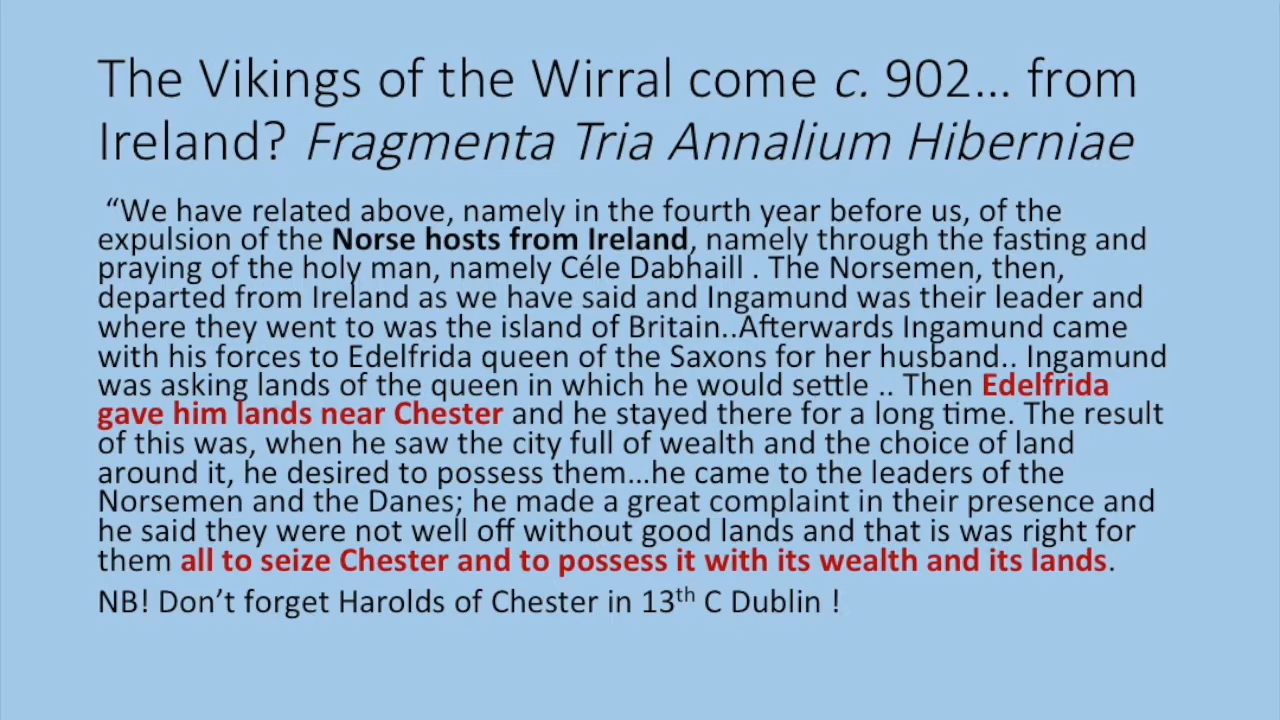 The Vikings of the Wirral come c. 902... from
Ireland? Fragmenta Tria Annalium Hiberniae
“We have related above, namely in the fourth year before us, of the
expulsion of the Norse hosts from Ireland, namely through the fasting and
praying of the holy man, namely Céle Dabhaill . The Norsemen, then,
departed from Ireland as we have said and Ingamund was their leader and
where they went to was the island of Britain..Afterwards Ingamund came
with his forces to Edelfrida queen of the Saxons for her husband.. Ingamund
was asking lands of the queen in which he would settle .. Then Edelfrida
gave him lands near Chester and he stayed there for a long time. The result
of this was, when he saw the city full of wealth and the choice of land
around it, he desired to possess them...he came to the leaders of the
Norsemen and the Danes; he made a great complaint in their presence and
he said they were not well off without good lands and that is was right for
them all to seize Chester and to possess it with its wealth and its lands.
NB! Don’t forget Harolds of Chester in 13th C Dublin !